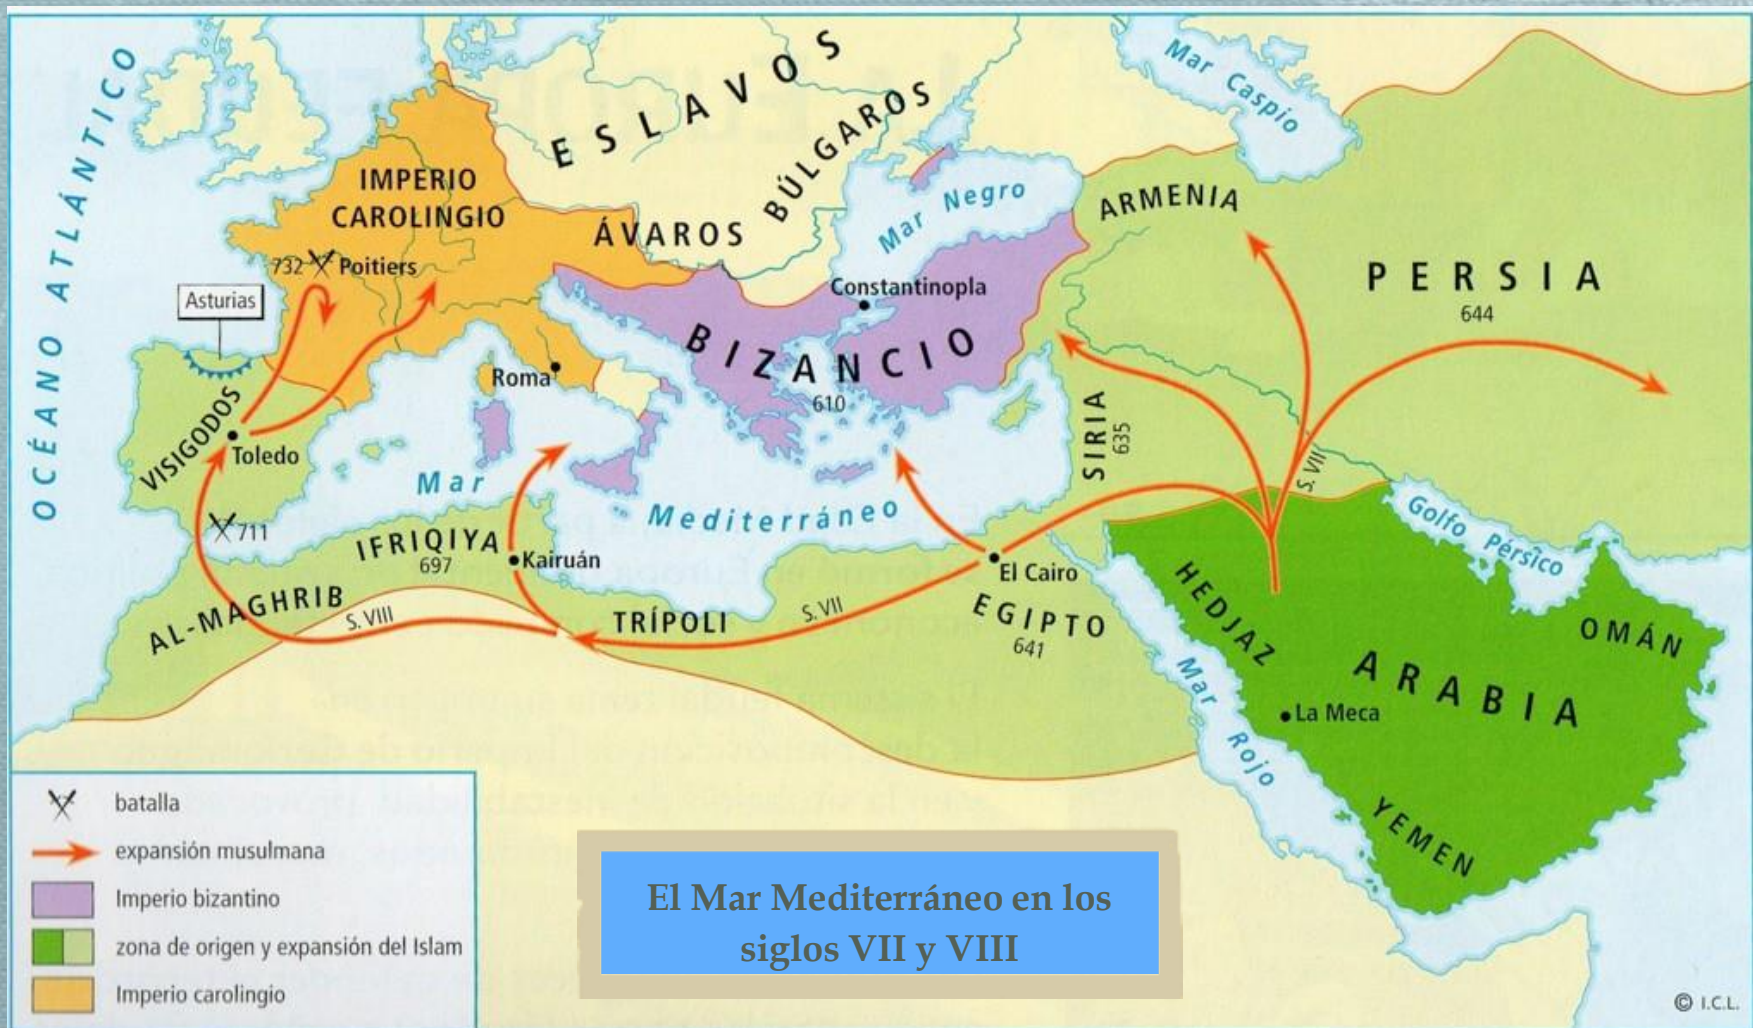 OCÉANO ATLÁNTICO
ESLAVOS
BÚLGAROS
Mar Caspio
IMPERIO
CAROLINGIO
ÁVAROS
Mar Negro
ARMENIA
732
Poitiers
Asturias
Constantinopla
PERSIA
644
BIZANCIO
610
Roma
VISIGODOS
Toledo
SIRIA
635
S. VII
Mar
Mediterráneo
711
IFRIQIYA
697
Kairuán
Golfo Pérsico
El Cairo
AL-MAGHRIB
S. VIII
TRÍPOLI
S. VII
EGIPTO
641
HEDJAZ
OMÁN
ARABIA
La Meca
Mar Rojo
YEMEN
batalla
expansión musulmana
Imperio bizantino
zona de origen y expansión del Islam
Imperio carolingio
El Mar Mediterráneo en los
siglos VII y VIII
© I.C.L.